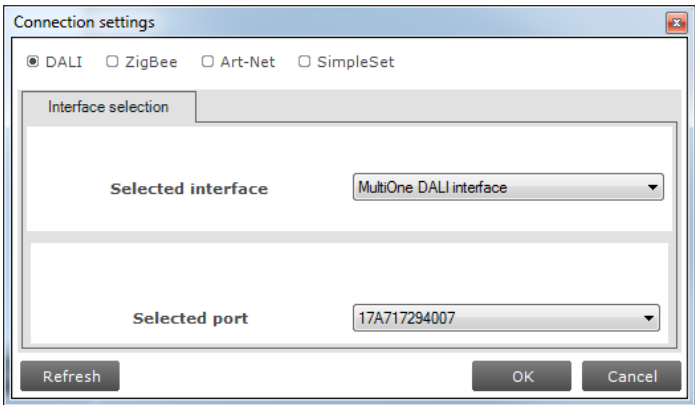 Connection settings
DALI ZigBee Art-Net SimpleSet
Interface selection
Selected interface MultiOne DALI interface
Selected port 17A717294007
Refresh OK Cancel